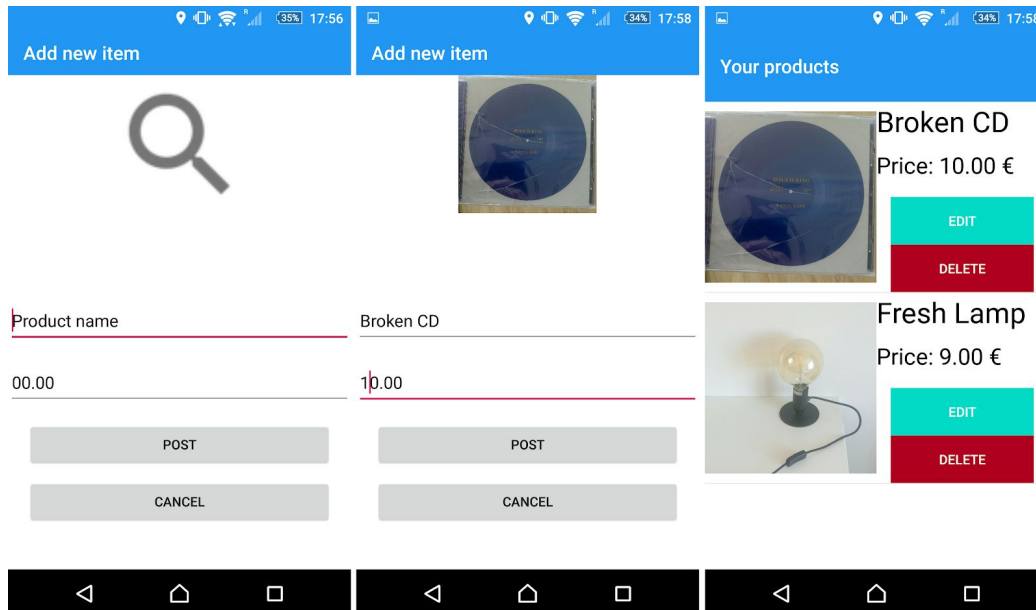 R 35% 17:56
Add new item
Product name
00.00
POST
CANCEL
R 34% 17:58
Add new item
Broken CD
10.00
POST
CANCEL
R 34% 17:58
Your products
Broken CD
Price: 10.00 €
EDIT
DELETE
Fresh Lamp
Price: 9.00 €
EDIT
DELETE